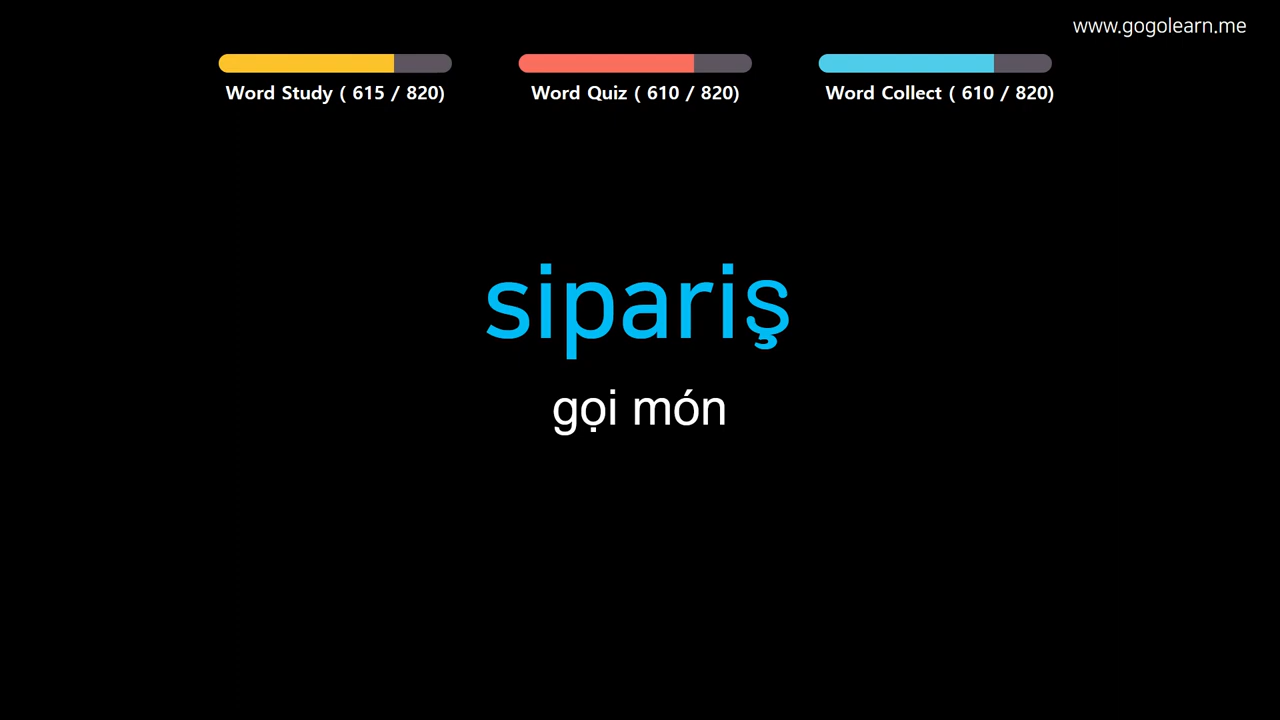 www.gogolearn.me
Word Study ( 615 / 820)
Word Quiz ( 610 / 820)
Word Collect ( 610 / 820)
sipariş
gọi món